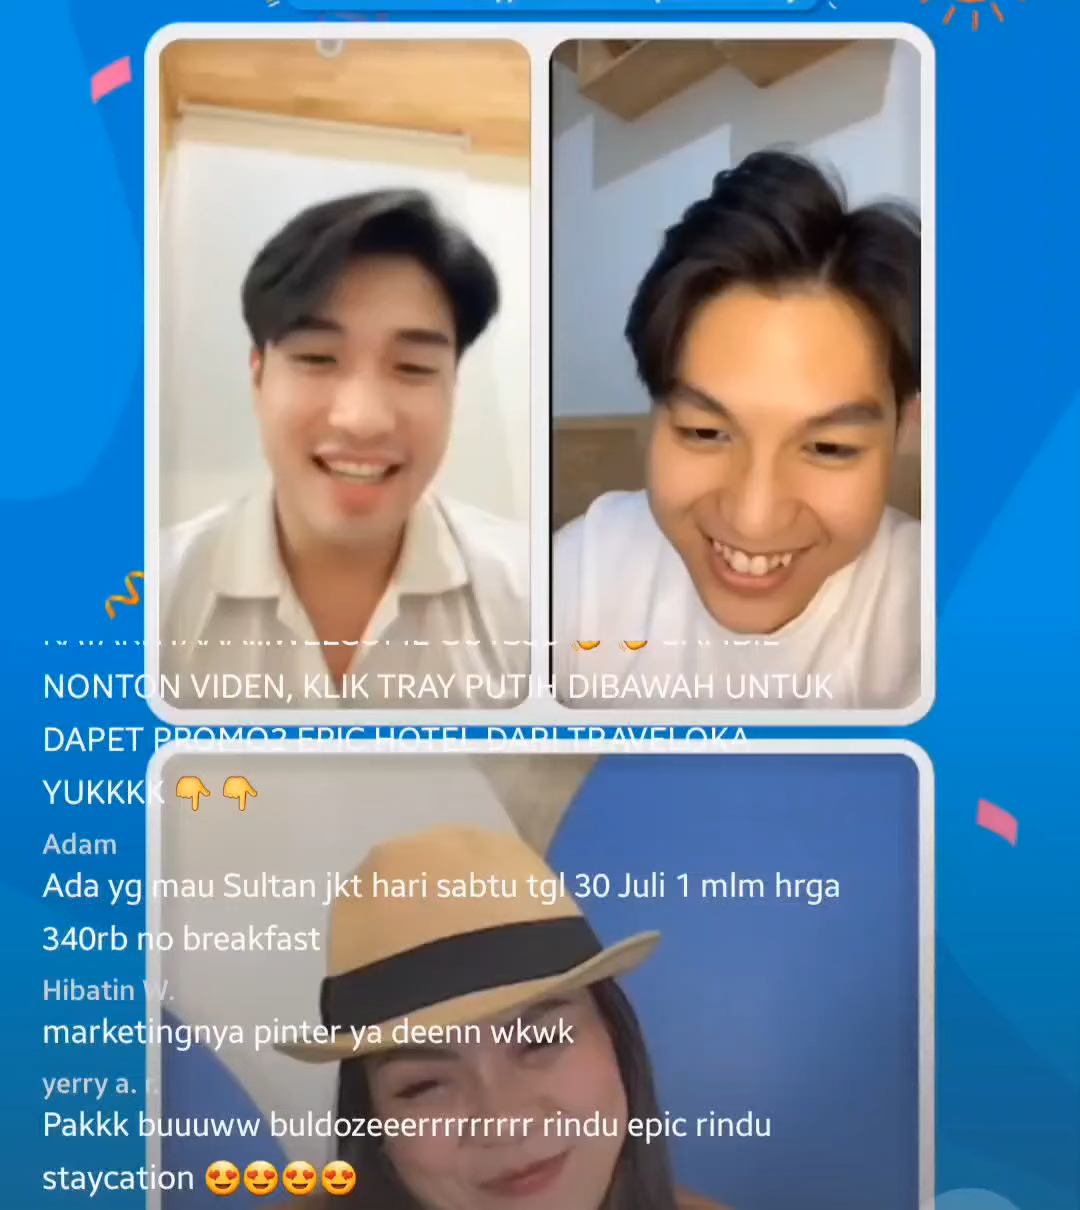 NONTON VIDEN, KLIK TRAY PUTIH DIBAWAH UNTUK
DAPET PROMO2 EPIC HOTEL DARI TRAVELOKA
YUKKKK 👇 👇
Adam
Ada yg mau Sultan jkt hari sabtu tgl 30 Juli 1 mlm hrga
340rb no breakfast
Hibatin W.
marketingnya pinter ya deenn wkwk
yerry a. r.
Pakkk buuuww buldozeeerrrrrrrrr rindu epic rindu
staycation 😍😍😍😍